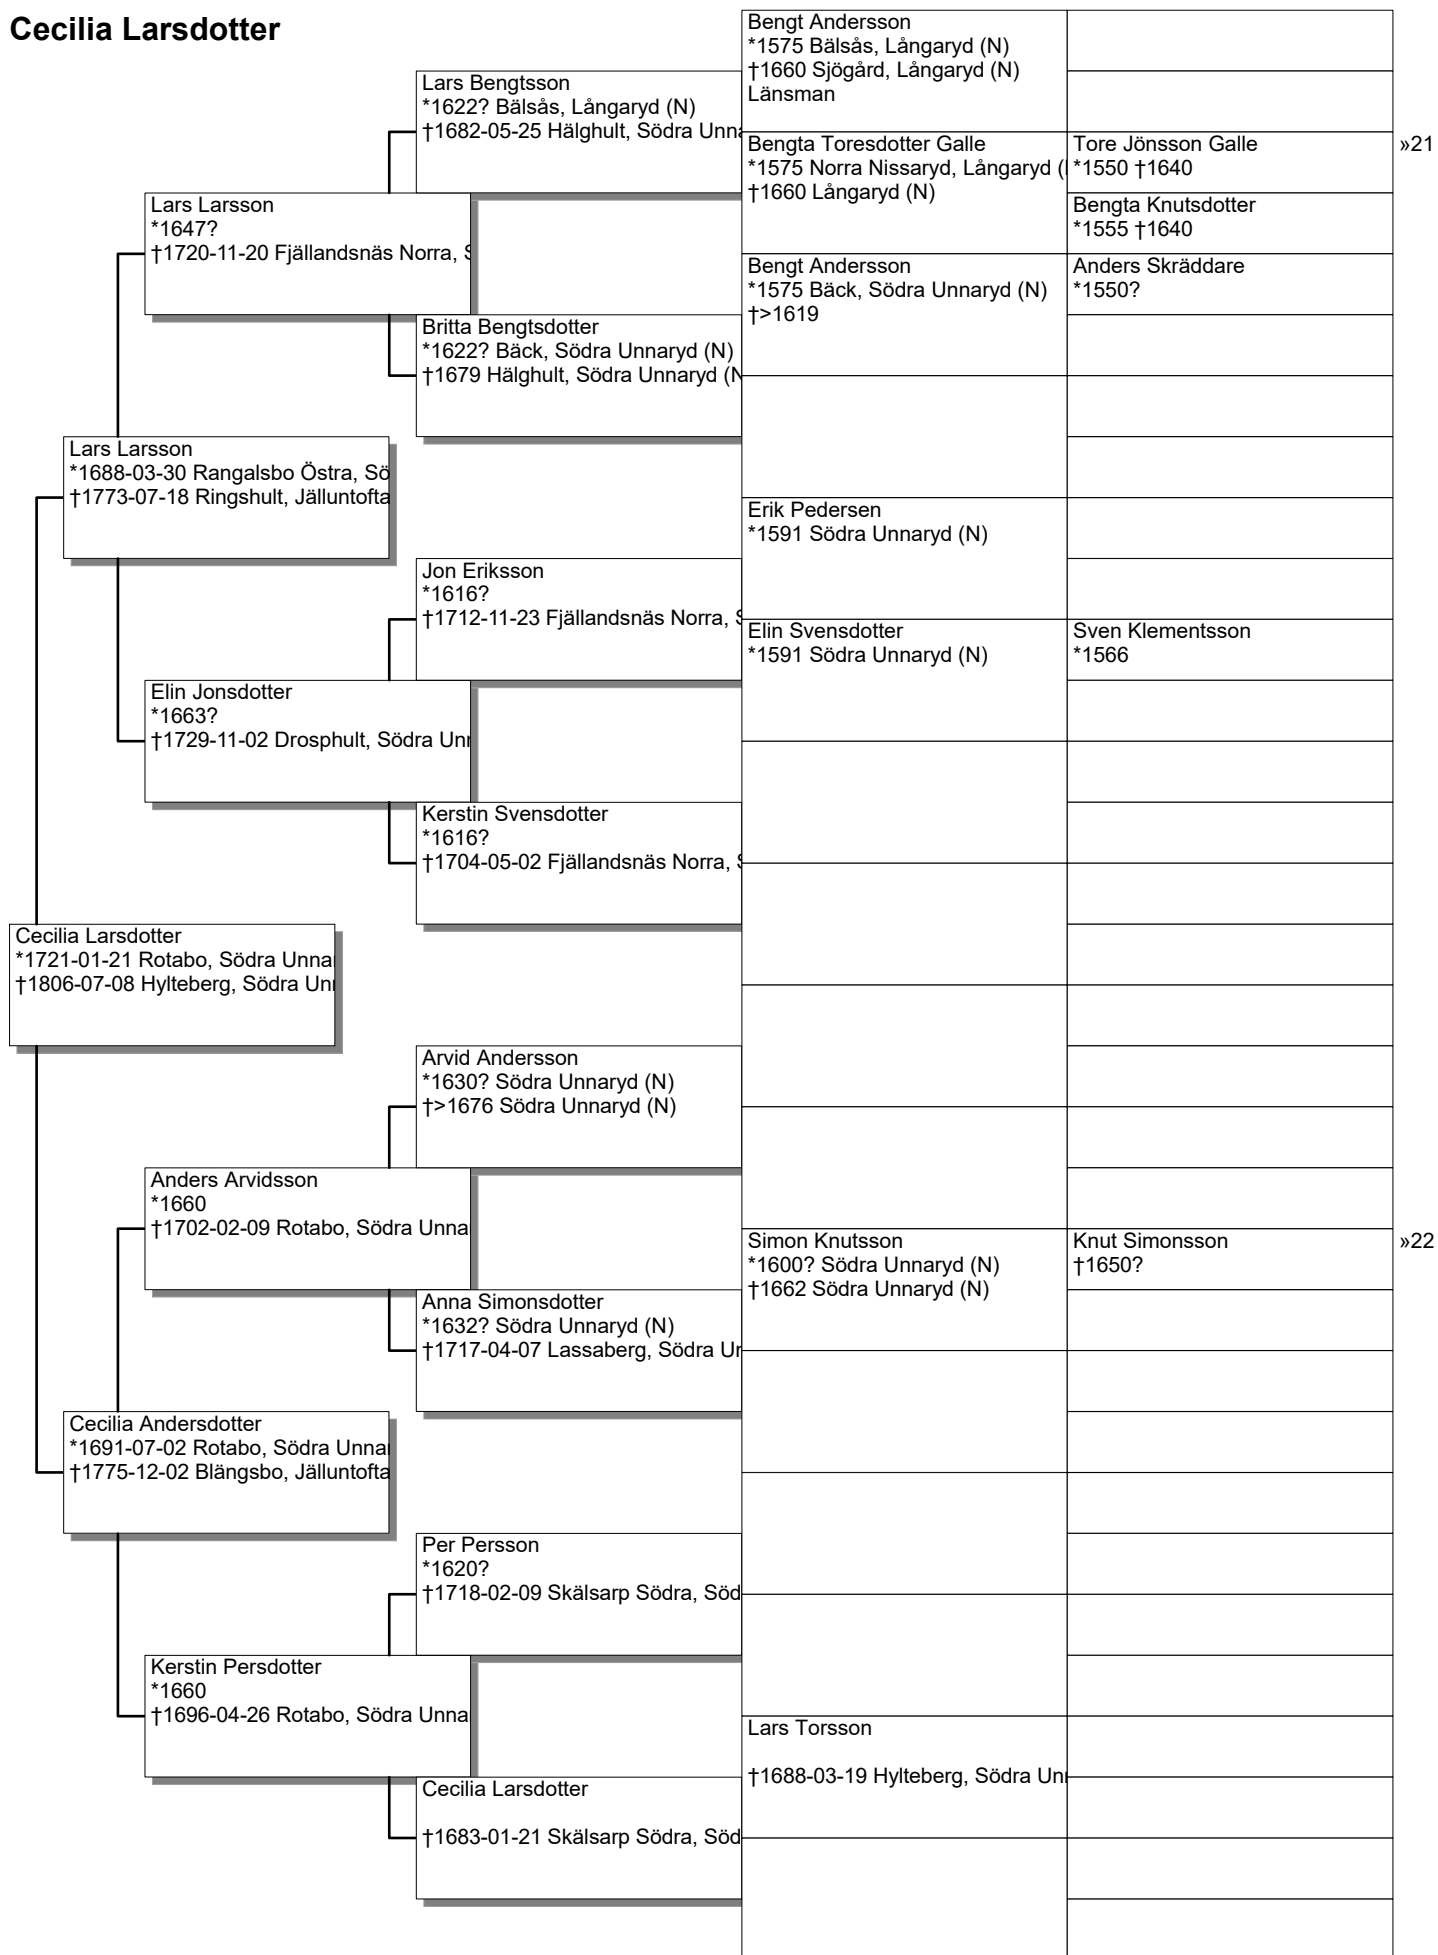 Cecilia Larsdotter
Bengt Andersson
*1575 Bälsås, Långaryd (N)
†1660 Sjögård, Långaryd (N)
Länsman
Lars Bengtsson
*1622? Bälsås, Långaryd (N)
†1682-05-25 Hälghult, Södra Unna
Bengta Toresdotter Galle
*1575 Norra Nissaryd, Långaryd (
†1660 Långaryd (N)
Tore Jönsson Galle
*1550 †1640
»21
Lars Larsson
*1647?
†1720-11-20 Fjällandsnäs Norra, S
Bengta Knutsdotter
*1555 †1640
Bengt Andersson
*1575 Bäck, Södra Unnaryd (N)
†>1619
Anders Skräddare
*1550?
Britta Bengtsdotter
*1622? Bäck, Södra Unnaryd (N)
†1679 Hälghult, Södra Unnaryd (N
Lars Larsson
*1688-03-30 Rangalsbo Östra, Sö
†1773-07-18 Ringshult, Jälluntofta
Erik Pedersen
*1591 Södra Unnaryd (N)
Jon Eriksson
*1616?
†1712-11-23 Fjällandsnäs Norra, S
Elin Svensdotter
*1591 Södra Unnaryd (N)
Sven Klementsson
*1566
Elin Jonsdotter
*1663?
†1729-11-02 Drosphult, Södra Unn
Kerstin Svensdotter
*1616?
†1704-05-02 Fjällandsnäs Norra, S
Cecilia Larsdotter
*1721-01-21 Rotabo, Södra Unna
†1806-07-08 Hylteberg, Södra Unn
Arvid Andersson
*1630? Södra Unnaryd (N)
†>1676 Södra Unnaryd (N)
Anders Arvidsson
*1660
†1702-02-09 Rotabo, Södra Unna
Simon Knutsson
*1600? Södra Unnaryd (N)
†1662 Södra Unnaryd (N)
Knut Simonsson
†1650?
»22
Anna Simonsdotter
*1632? Södra Unnaryd (N)
†1717-04-07 Lassaberg, Södra Un
Cecilia Andersdotter
*1691-07-02 Rotabo, Södra Unna
†1775-12-02 Blängsbo, Jälluntofta
Per Persson
*1620?
†1718-02-09 Skälsarp Södra, Söd
Kerstin Persdotter
*1660
†1696-04-26 Rotabo, Södra Unna
Lars Torsson
†1688-03-19 Hylteberg, Södra Unn
Cecilia Larsdotter
†1683-01-21 Skälsarp Södra, Söd